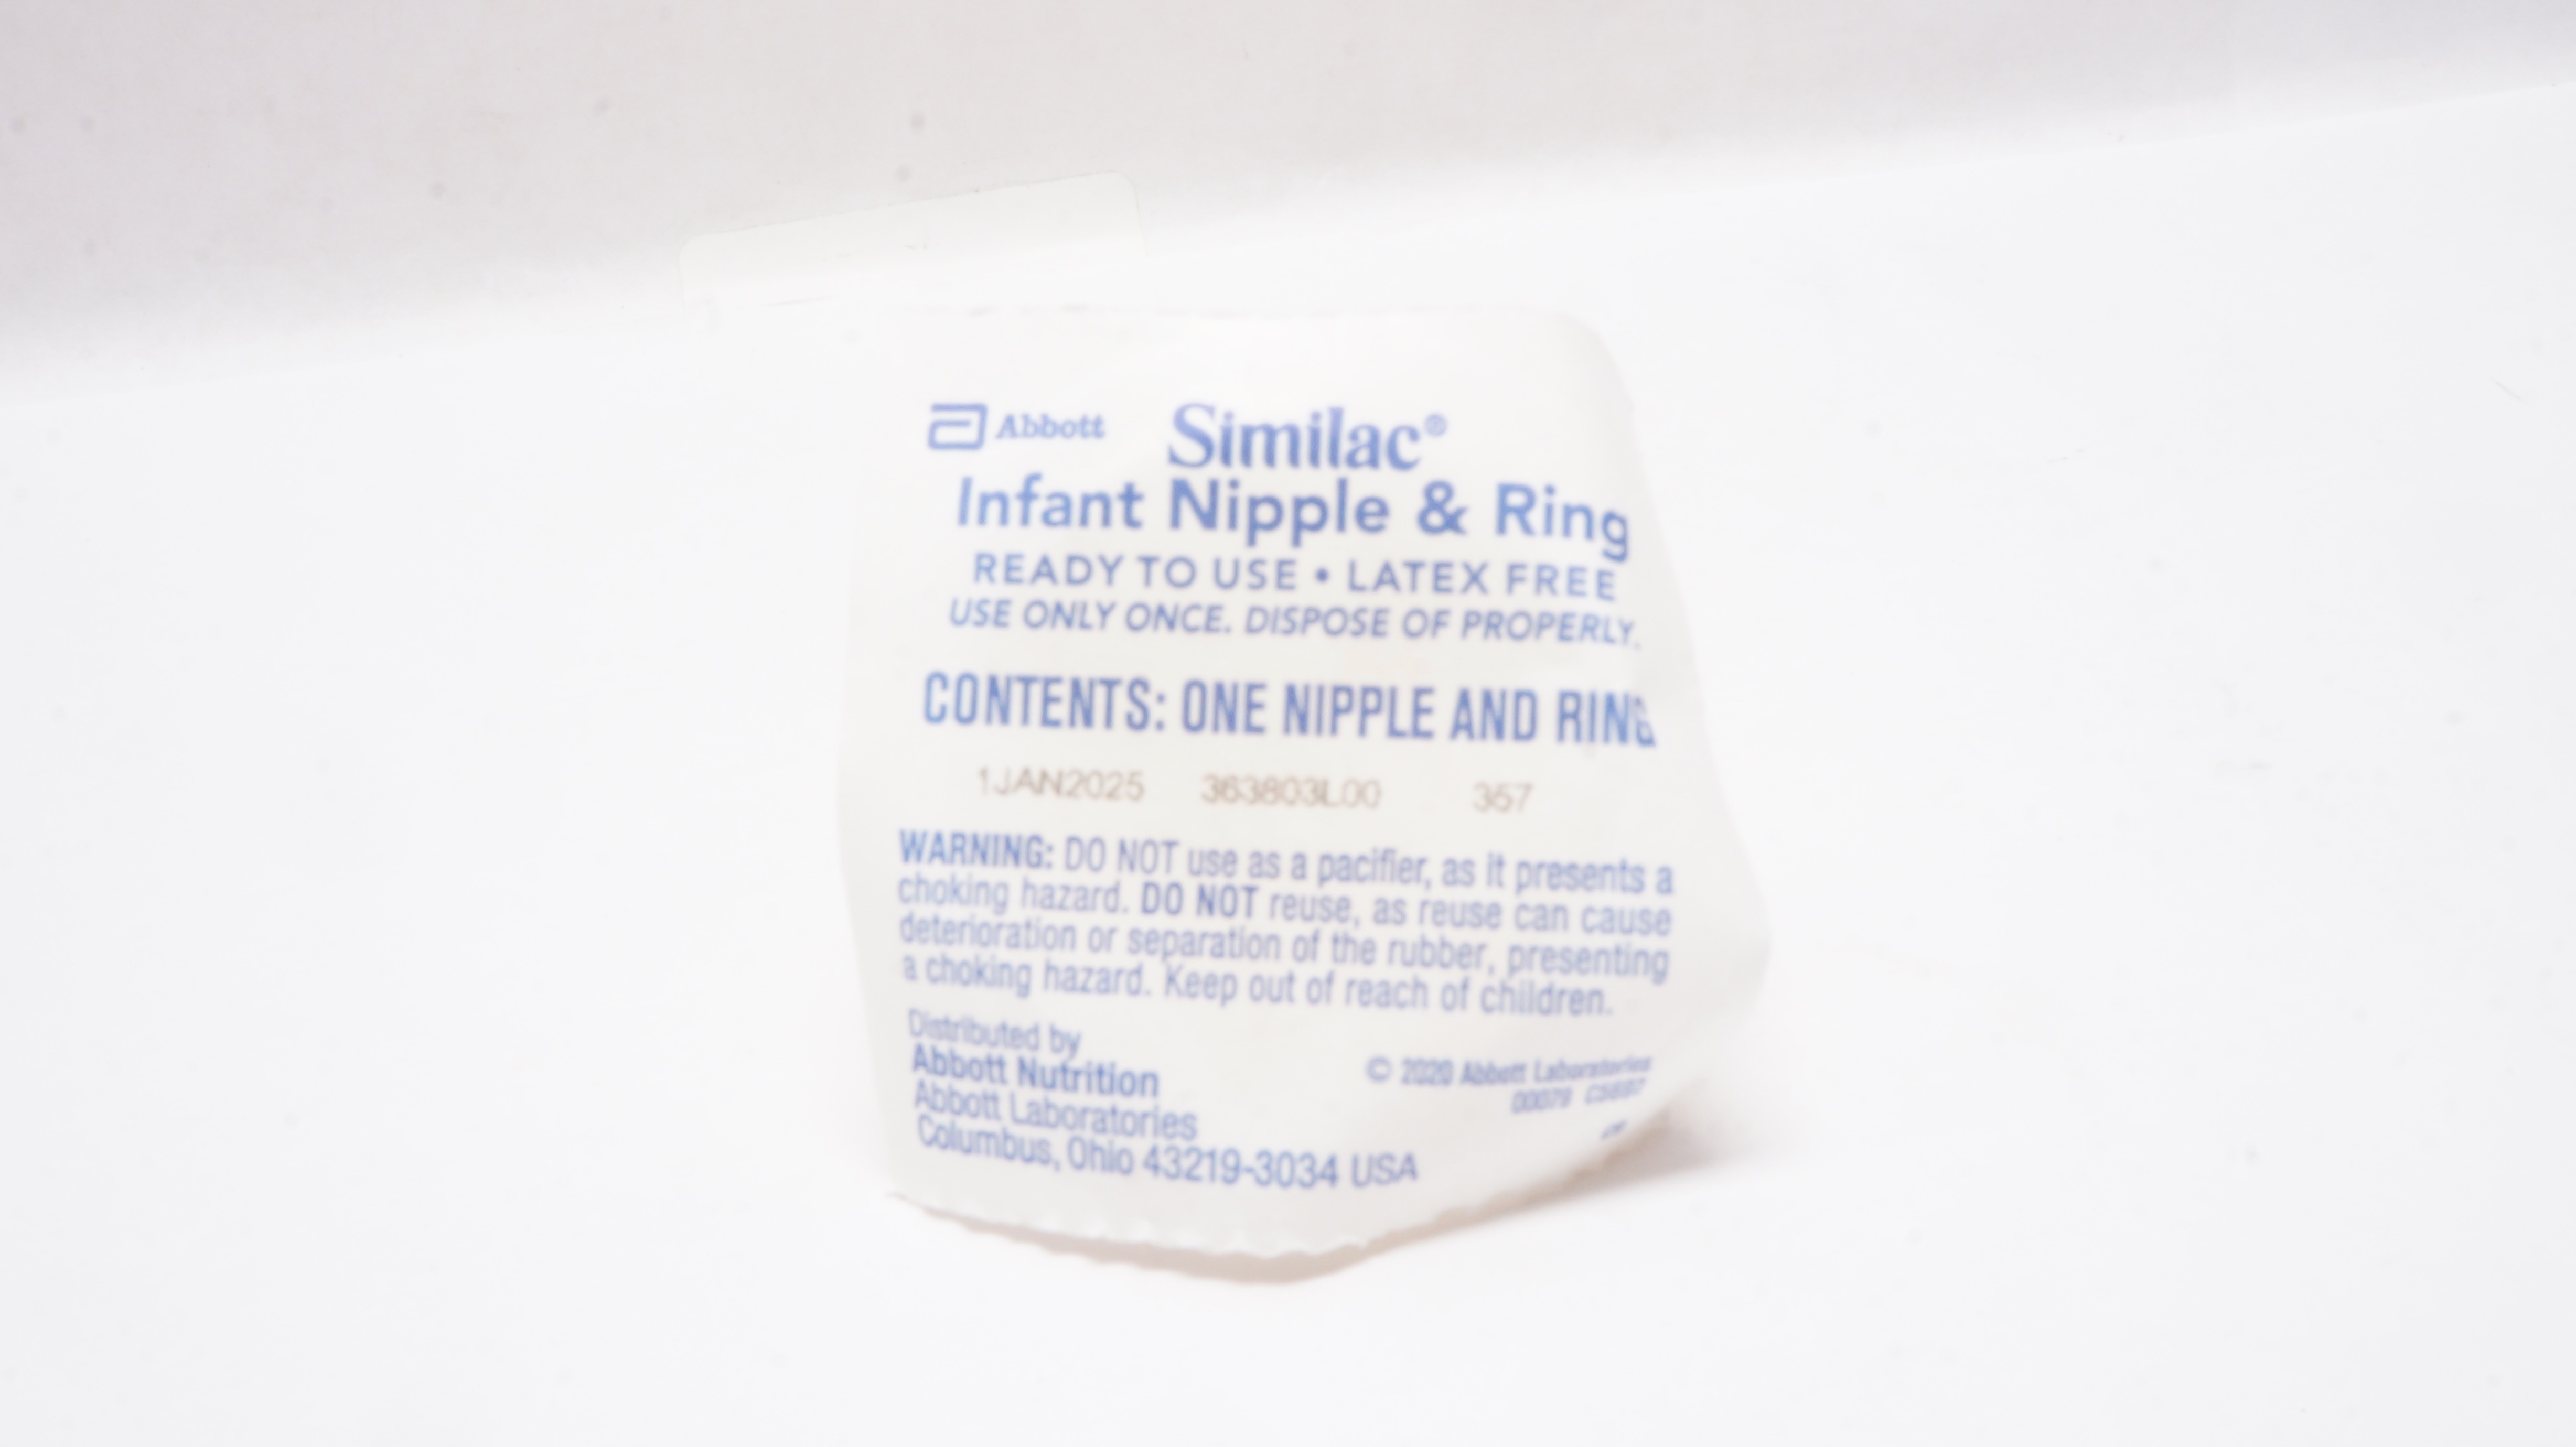 Abbott Similac®
Infant Nipple & Ring
READY TO USE • LATEX FREE
USE ONLY ONCE. DISPOSE OF PROPERLY.
CONTENTS: ONE NIPPLE AND RING
1JAN2025 363803L00 357
WARNING: DO NOT use as a pacifier, as it presents a
choking hazard. DO NOT reuse, as reuse can cause
deterioration or separation of the rubber, presenting
a choking hazard. Keep out of reach of children.
Distributed by
Abbott Nutrition
Abbott Laboratories
Columbus, Ohio 43219-3034 USA
© 2020 Abbott Laboratories
00079